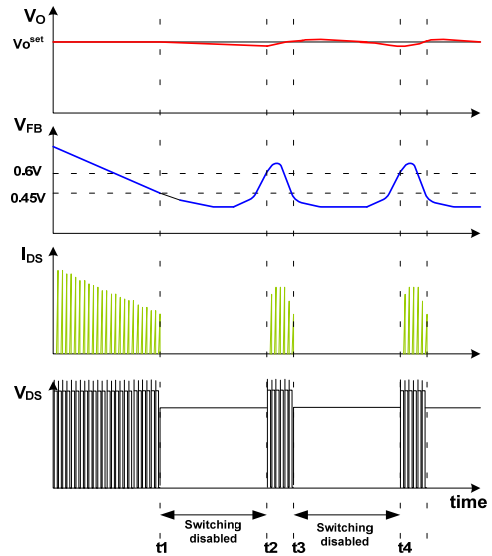 VO
Voset
VFB
0.6V
0.45V
IDS
VDS
time
Switching
disabled
Switching
disabled
t1
t2
t3
t4